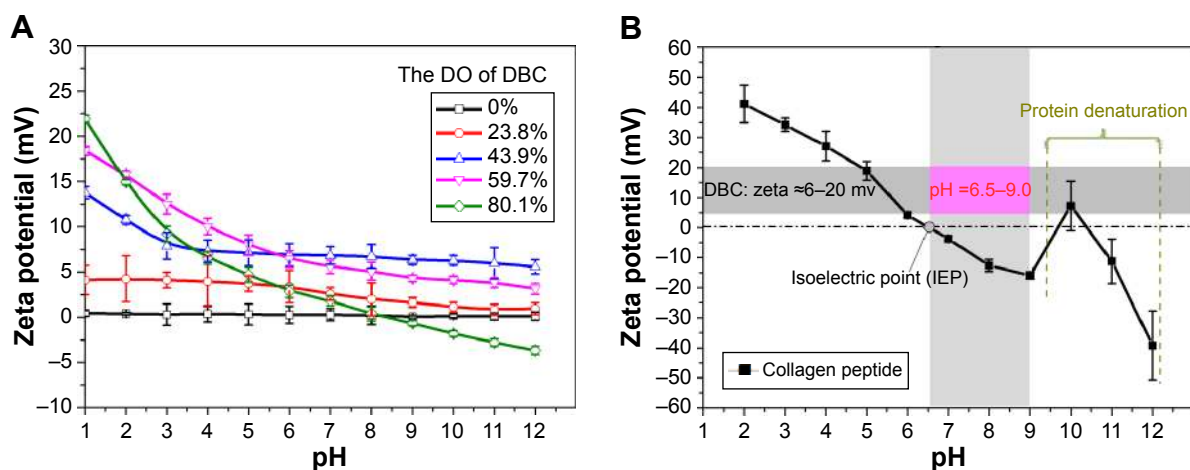 A
Zeta potential (mV)
30
25
20
15
10
5
0
–5
–10
The DO of DBC
0%
23.8%
43.9%
59.7%
80.1%
1 2 3 4 5 6 7 8 9 10 11 12
pH
B
Zeta potential (mV)
60
50
40
30
20
10
0
–10
–20
–30
–40
–50
–60
Protein denaturation
DBC: zeta ≈6–20 mv
pH =6.5–9.0
Isoelectric point (IEP)
Collagen peptide
1 2 3 4 5 6 7 8 9 10 11 12
pH